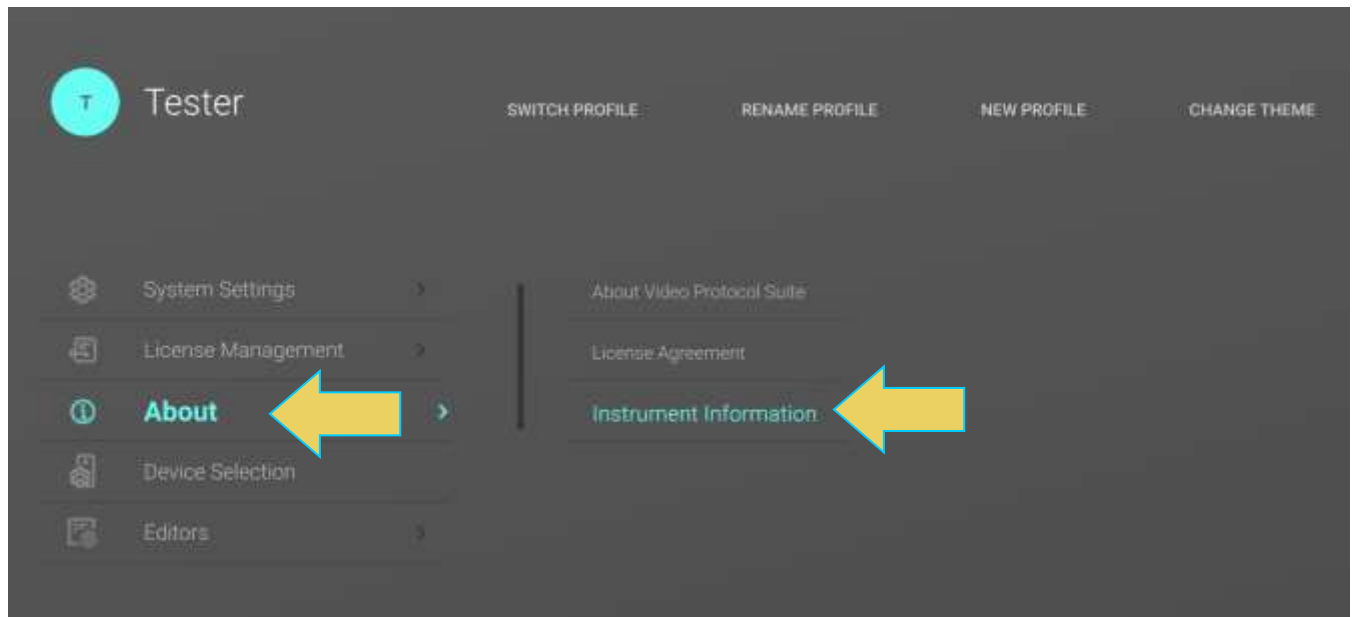 T
Tester
SWITCH PROFILE
RENAME PROFILE
NEW PROFILE
CHANGE THEME
System Settings
License Management
About
Device Selection
Editors
About Video Protocol Suite
License Agreement
Instrument Information